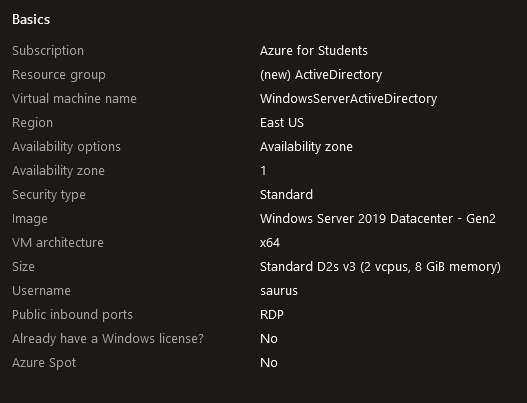 Basics
Subscription Azure for Students
Resource group (new) ActiveDirectory
Virtual machine name WindowsServerActiveDirectory
Region East US
Availability options Availability zone
Availability zone 1
Security type Standard
Image Windows Server 2019 Datacenter - Gen2
VM architecture x64
Size Standard D2s v3 (2 vcpus, 8 GiB memory)
Username saurus
Public inbound ports RDP
Already have a Windows license? No
Azure Spot No